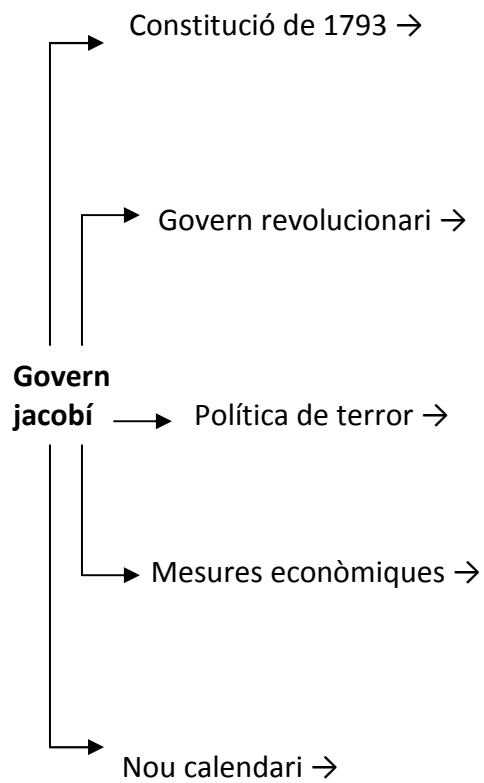 Constitució de 1793 →
Govern revolucionari →
Govern
jacobí
Política de terror →
Mesures econòmiques →
Nou calendari →